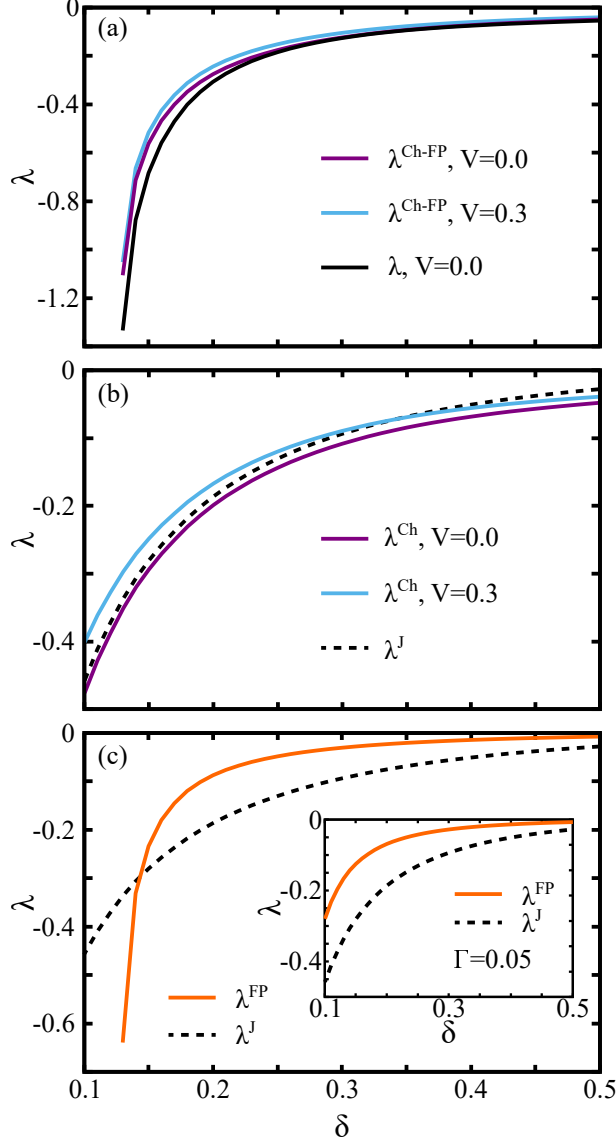 (a)
0
-0.4
-0.8
-1.2
λ
λ^Ch-FP, V=0.0
λ^Ch-FP, V=0.3
λ, V=0.0
(b)
0
-0.2
-0.4
λ
λ^Ch, V=0.0
λ^Ch, V=0.3
λ^J
(c)
0
-0.2
-0.4
-0.6
λ
λ^FP
λ^J
0.1 0.2 0.3 0.4 0.5
δ
0
-0.2
-0.4
λ
λ^FP
λ^J
Γ=0.05
0.1 0.3 0.5
δ